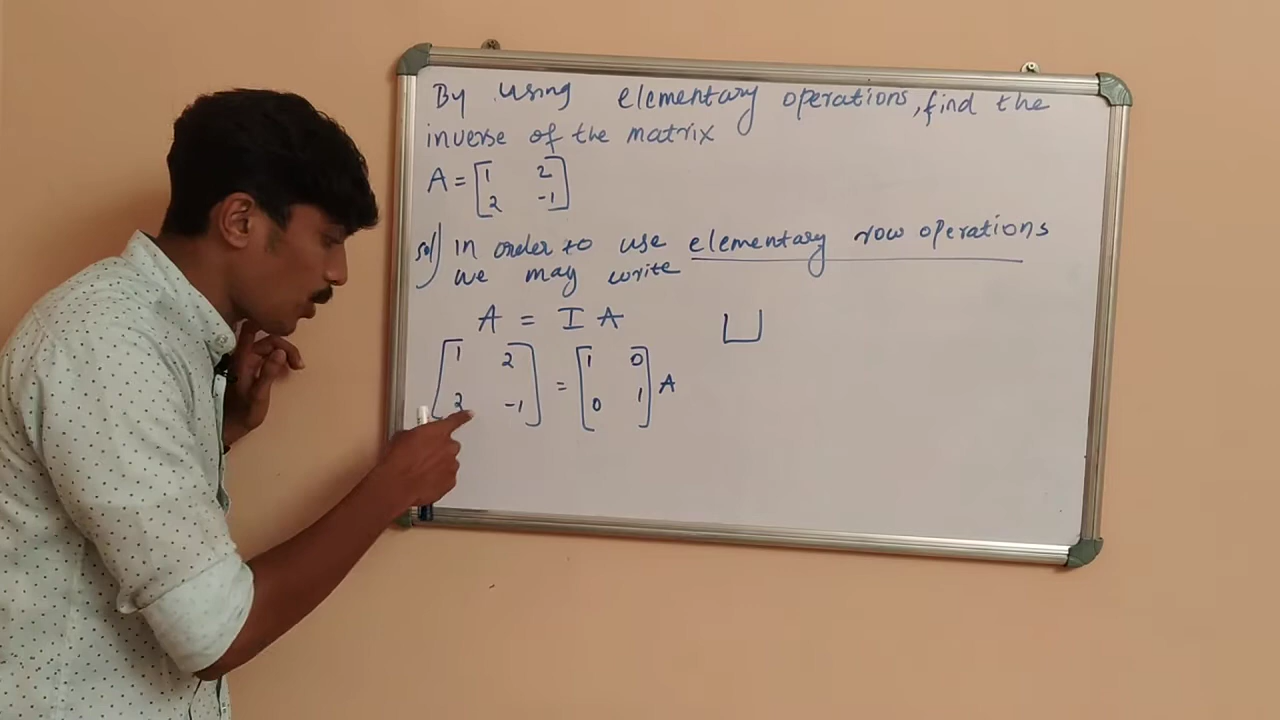 By using elementary operations, find the
inverse of the matrix
A = [1 2
2 -1]
sol) In order to use elementary row operations
we may write
A = I A
[1 2
2 -1] = [1 0
0 1] A